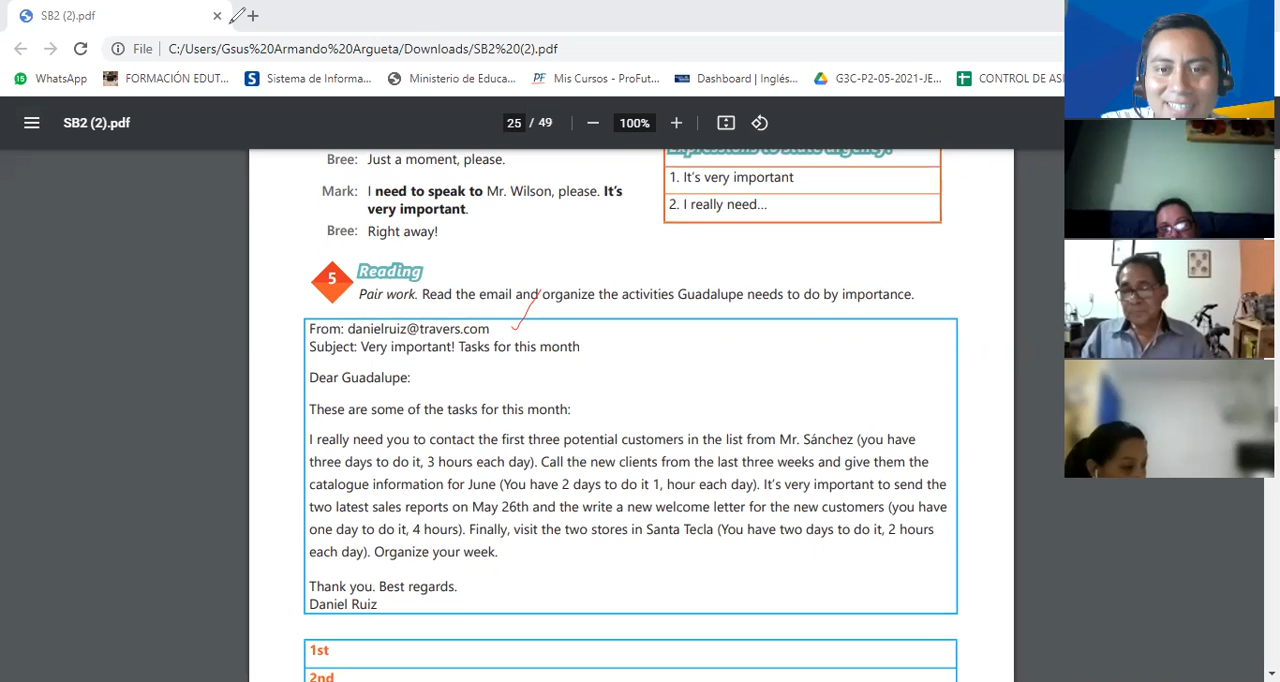 SB2 (2).pdf
File
C:/Users/Gsus%20Armando%20Argueta/Downloads/SB2%20(2).pdf
WhatsApp
FORMACIÓN EDUT...
Sistema de Informa...
Ministerio de Educa...
Mis Cursos - ProFut...
Dashboard | Inglés...
G3C-P2-05-2021-JE...
CONTROL DE ASI
SB2 (2).pdf
25 / 49
100%
Bree: Just a moment, please.
Mark: I need to speak to Mr. Wilson, please. It's
very important.
Bree: Right away!
Expressions to state urgency:
1. It's very important
2. I really need...
5
Reading
Pair work. Read the email and organize the activities Guadalupe needs to do by importance.
From: danielruiz@travers.com
Subject: Very important! Tasks for this month
Dear Guadalupe:
These are some of the tasks for this month:
I really need you to contact the first three potential customers in the list from Mr. Sánchez (you have
three days to do it, 3 hours each day). Call the new clients from the last three weeks and give them the
catalogue information for June (You have 2 days to do it 1, hour each day). It's very important to send the
two latest sales reports on May 26th and the write a new welcome letter for the new customers (you have
one day to do it, 4 hours). Finally, visit the two stores in Santa Tecla (You have two days to do it, 2 hours
each day). Organize your week.
Thank you. Best regards.
Daniel Ruiz
1st
2nd